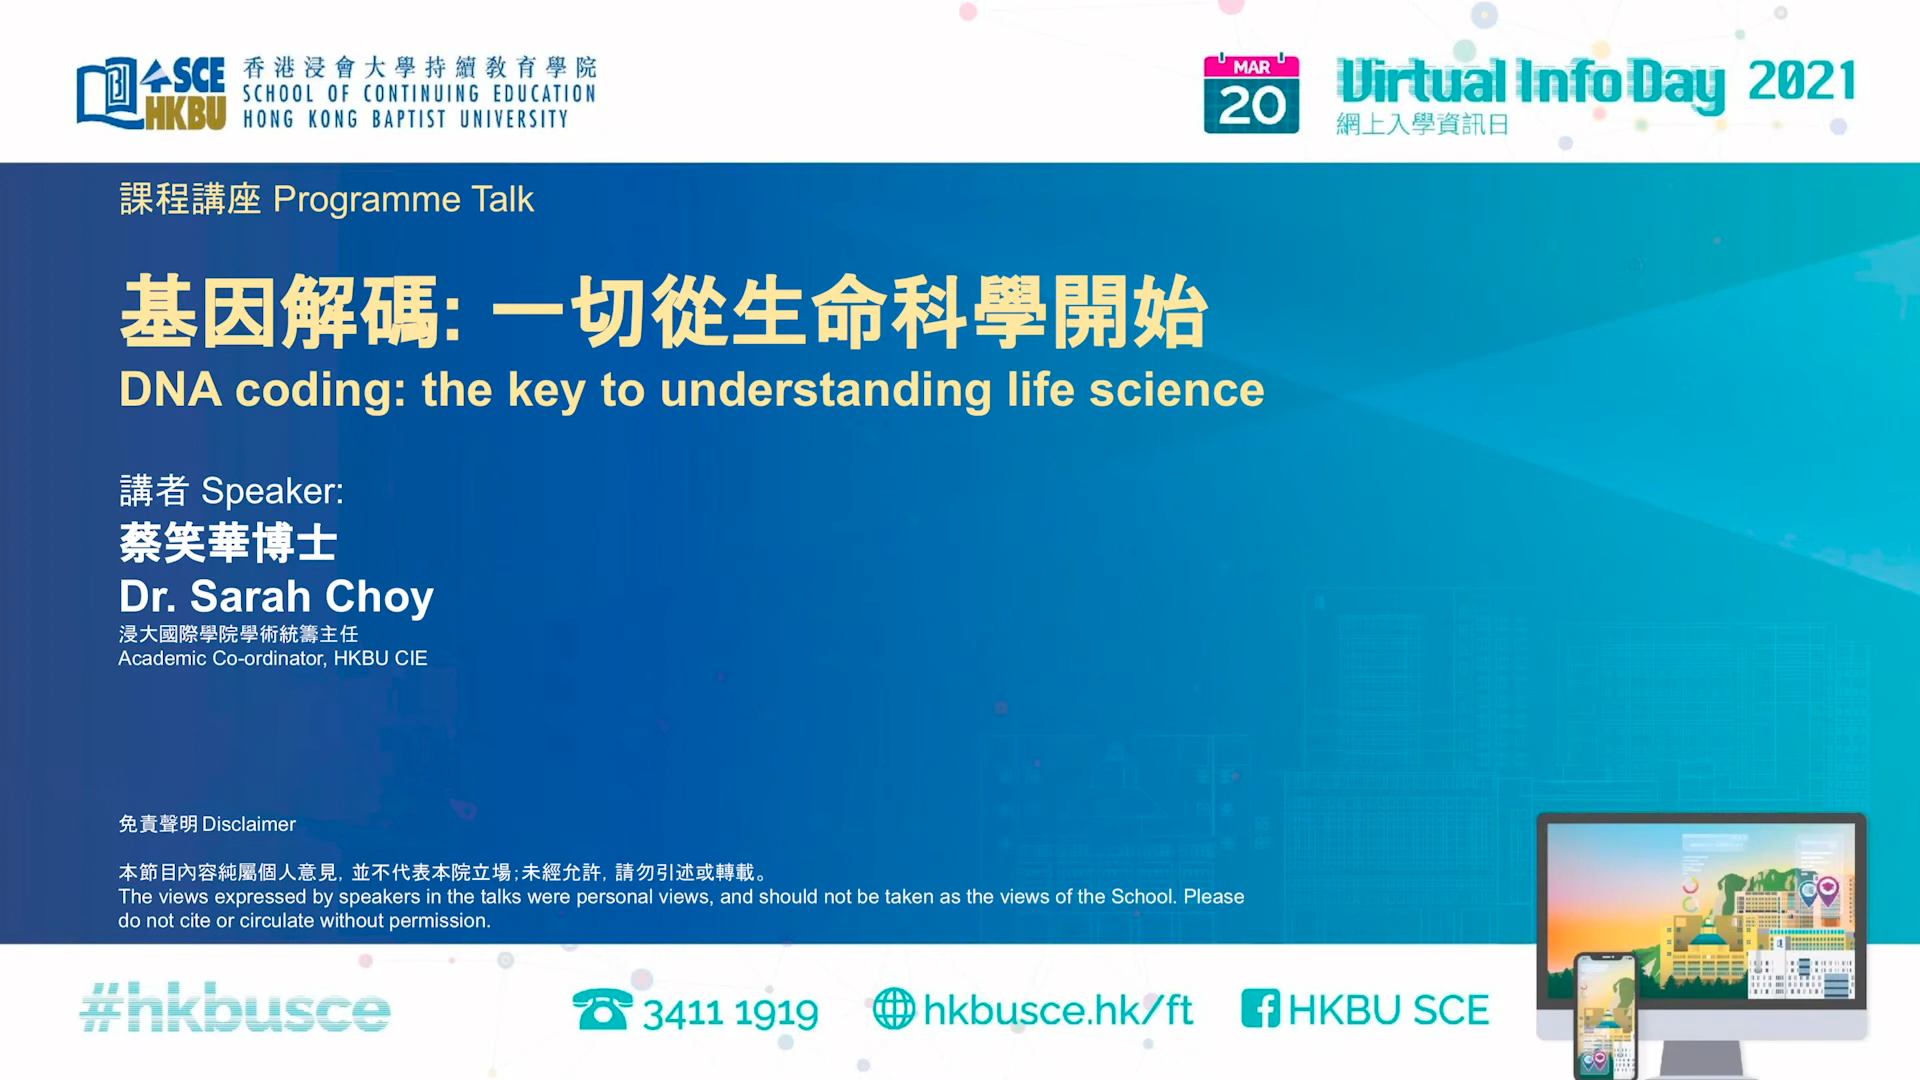 SCE
HKBU
香港浸會大學持續教育學院
SCHOOL OF CONTINUING EDUCATION
HONG KONG BAPTIST UNIVERSITY
MAR
20
Virtual Info Day 2021
網上入學資訊日
課程講座 Programme Talk
基因解碼: 一切從生命科學開始
DNA coding: the key to understanding life science
講者 Speaker:
蔡笑華博士
Dr. Sarah Choy
浸大國際學院學術統籌主任
Academic Co-ordinator, HKBU CIE
免責聲明 Disclaimer
本節目內容純屬個人意見, 並不代表本院立場;未經允許, 請勿引述或轉載。
The views expressed by speakers in the talks were personal views, and should not be taken as the views of the School. Please
do not cite or circulate without permission.
#hkbusce
3411 1919
hkbusce.hk/ft
HKBU SCE